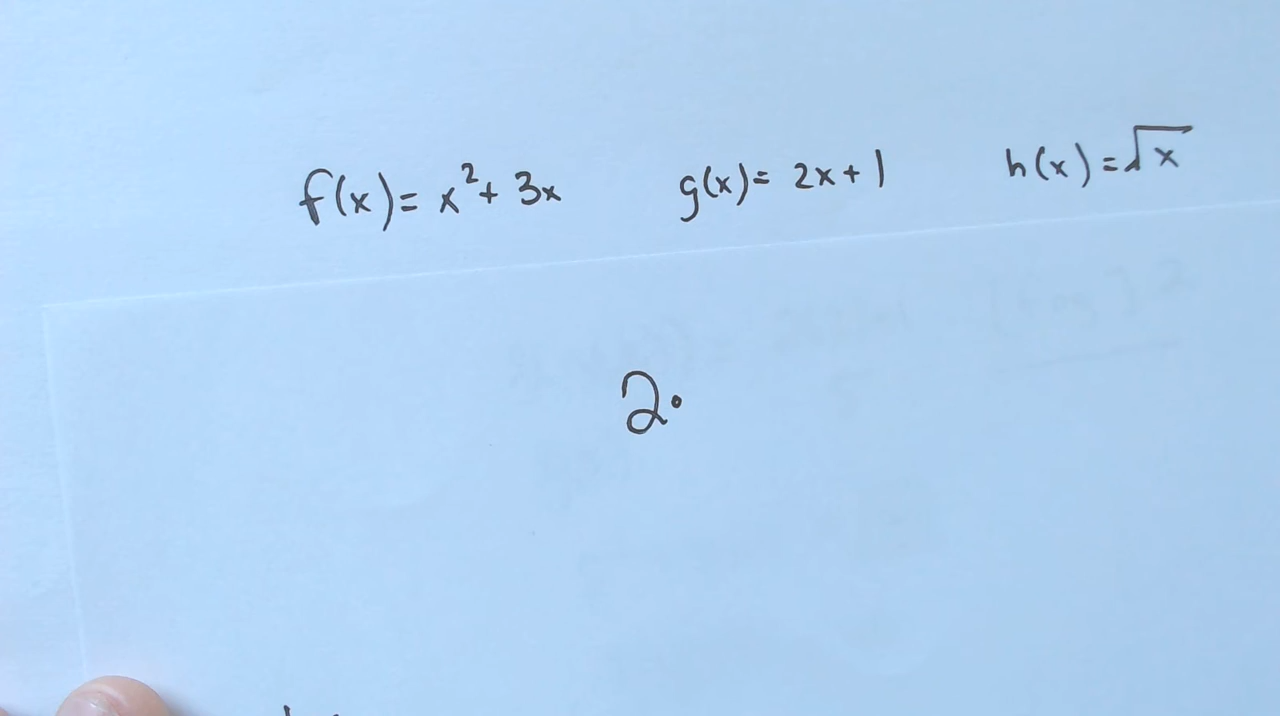 f(x) = x² + 3x g(x) = 2x + 1 h(x) = √x
2.